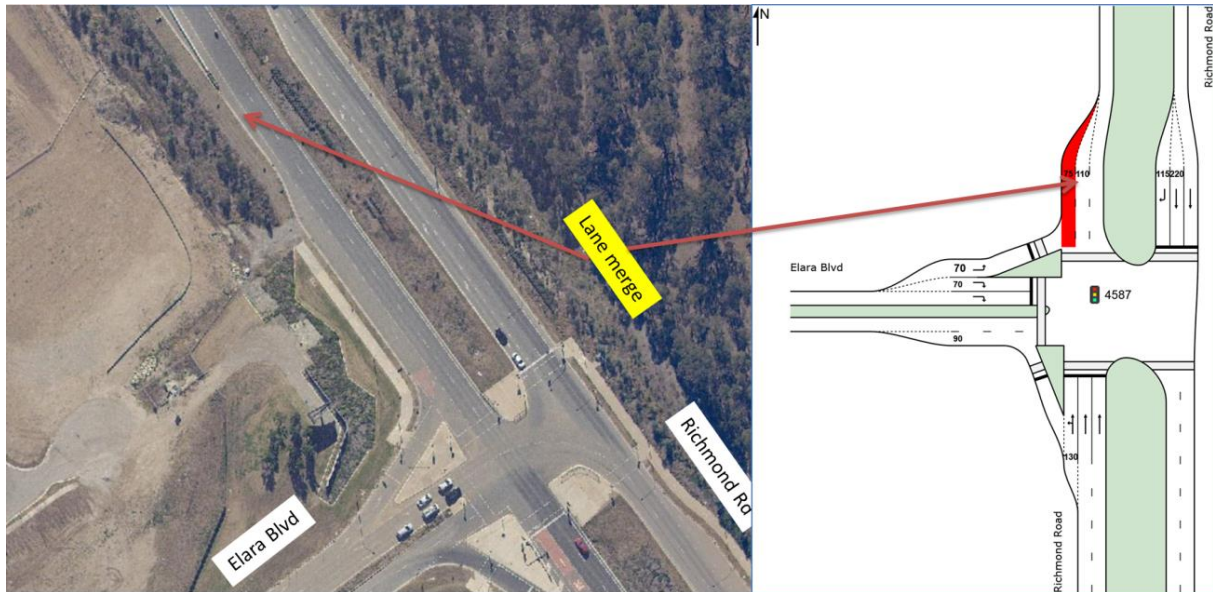 Lane merge
Elara Blvd
Richmond Rd
N
Richmond Road
75 110
115 220
Elara Blvd
70
70
4587
90
130
Richmond Road